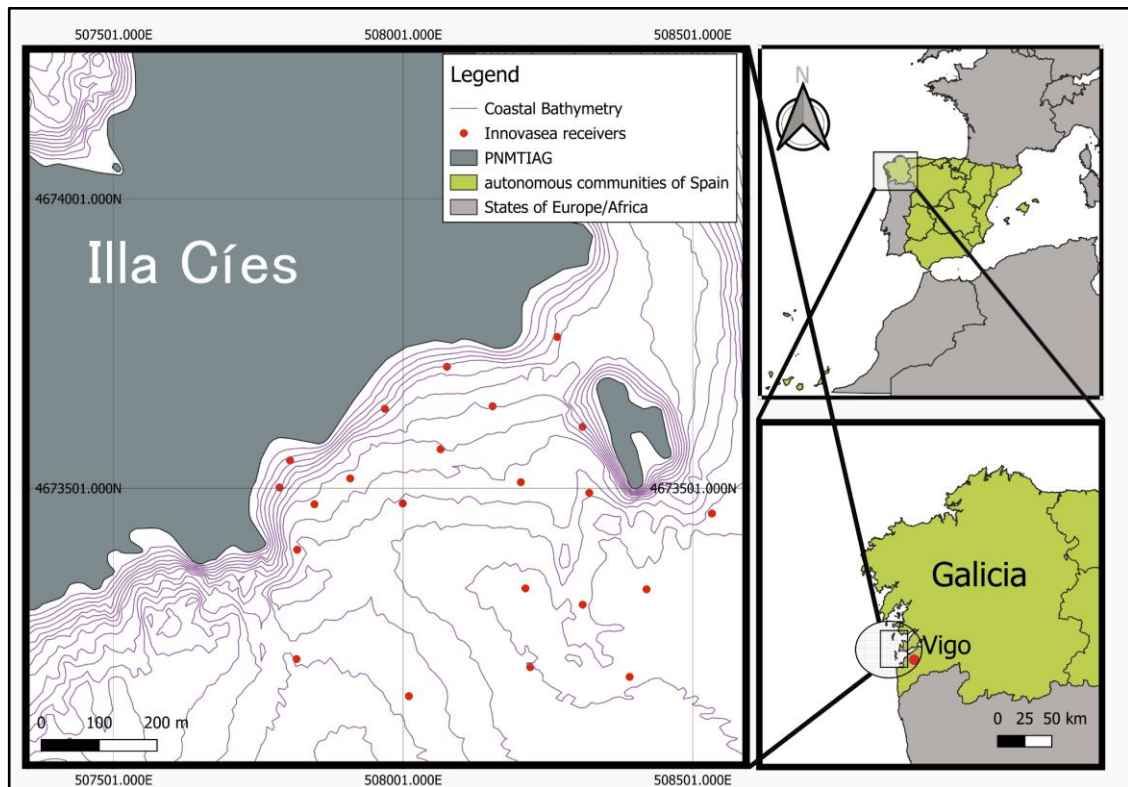 507501.000E
508001.000E
508501.000E
Legend
Coastal Bathymetry
Innovasea receivers
PNMTIAG
autonomous communities of Spain
States of Europe/Africa
N
4674001.000N
Illa Cíes
4673501.000N
4673501.000N
Galicia
Vigo
0 100 200 m
0 25 50 km
507501.000E
508001.000E
508501.000E